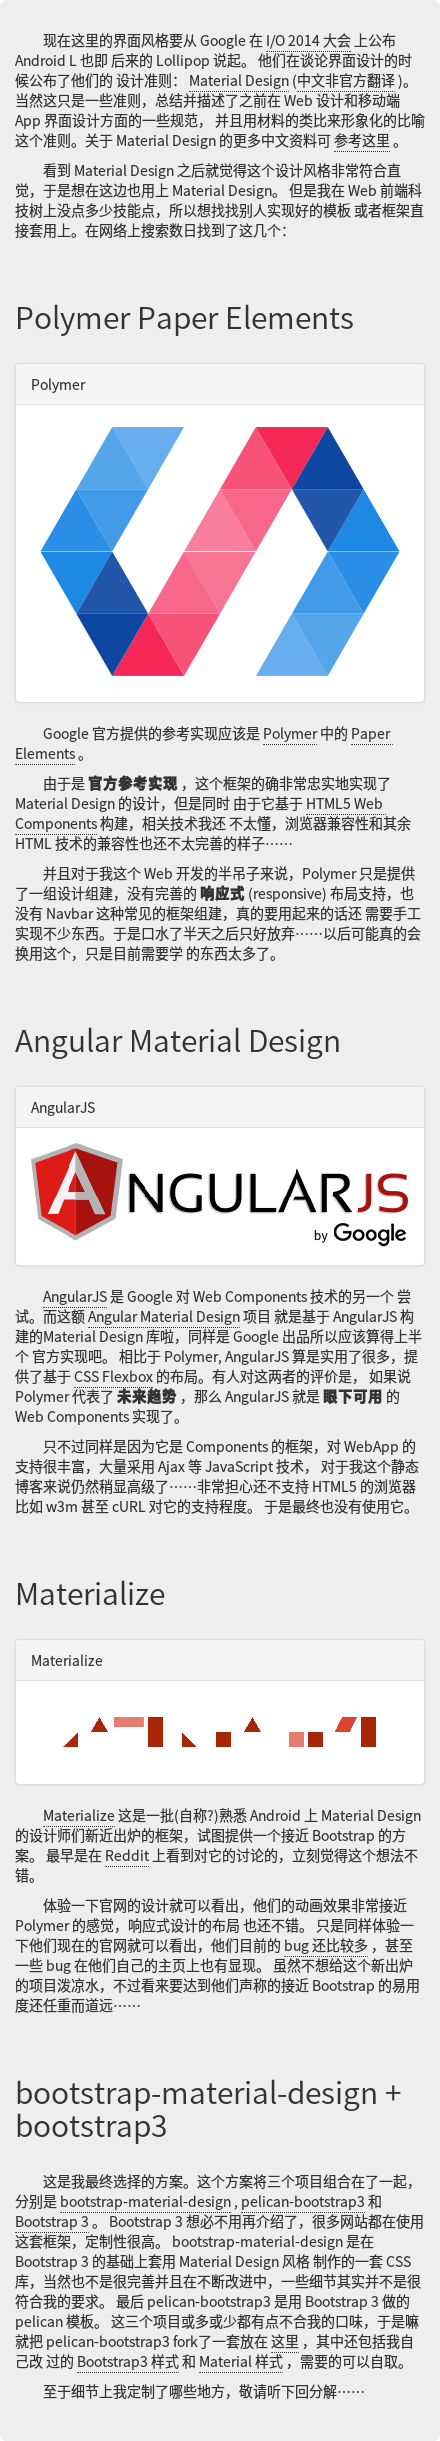 现在这里的界面风格要从 Google 在 I/O 2014 大会 上公布
Android L 也即 后来的 Lollipop 说起。 他们在谈论界面设计的时
候公布了他们的 设计准则： Material Design (中文非官方翻译 )。
当然这只是一些准则，总结并描述了之前在 Web 设计和移动端
App 界面设计方面的一些规范， 并且用材料的类比来形象化的比喻
这个准则。关于 Material Design 的更多中文资料可 参考这里 。
看到 Material Design 之后就觉得这个设计风格非常符合直
觉，于是想在这边也用上 Material Design。 但是我在 Web 前端科
技树上没点多少技能点，所以想找找别人实现好的模板 或者框架直
接套用上。在网络上搜索数日找到了这几个：
Polymer Paper Elements
Polymer
Google 官方提供的参考实现应该是 Polymer 中的 Paper
Elements 。
由于是 官方参考实现 ，这个框架的确非常忠实地实现了
Material Design 的设计，但是同时 由于它基于 HTML5 Web
Components 构建，相关技术我还 不太懂，浏览器兼容性和其余
HTML 技术的兼容性也还不太完善的样子……
并且对于我这个 Web 开发的半吊子来说，Polymer 只是提供
了一组设计组建，没有完善的 响应式 (responsive) 布局支持，也
没有 Navbar 这种常见的框架组建，真的要用起来的话还 需要手工
实现不少东西。于是口水了半天之后只好放弃……以后可能真的会
换用这个，只是目前需要学 的东西太多了。
Angular Material Design
AngularJS
ANGULARJS
by Google
AngularJS 是 Google 对 Web Components 技术的另一个 尝
试。而这额 Angular Material Design 项目 就是基于 AngularJS 构
建的Material Design 库啦，同样是 Google 出品所以应该算得上半
个 官方实现吧。 相比于 Polymer, AngularJS 算是实用了很多，提
供了基于 CSS Flexbox 的布局。有人对这两者的评价是， 如果说
Polymer 代表了 未来趋势 ，那么 AngularJS 就是 眼下可用 的
Web Components 实现了。
只不过同样是因为它是 Components 的框架，对 WebApp 的
支持很丰富，大量采用 Ajax 等 JavaScript 技术， 对于我这个静态
博客来说仍然稍显高级了……非常担心还不支持 HTML5 的浏览器
比如 w3m 甚至 cURL 对它的支持程度。 于是最终也没有使用它。
Materialize
Materialize
Materialize 这是一批(自称?)熟悉 Android 上 Material Design
的设计师们新近出炉的框架，试图提供一个接近 Bootstrap 的方
案。 最早是在 Reddit 上看到对它的讨论的，立刻觉得这个想法不
错。
体验一下官网的设计就可以看出，他们的动画效果非常接近
Polymer 的感觉，响应式设计的布局 也还不错。 只是同样体验一
下他们现在的官网就可以看出，他们目前的 bug 还比较多 ，甚至
一些 bug 在他们自己的主页上也有显现。 虽然不想给这个新出炉
的项目泼凉水，不过看来要达到他们声称的接近 Bootstrap 的易用
度还任重而道远……
bootstrap-material-design +
bootstrap3
这是我最终选择的方案。这个方案将三个项目组合在了一起，
分别是 bootstrap-material-design , pelican-bootstrap3 和
Bootstrap 3 。 Bootstrap 3 想必不用再介绍了，很多网站都在使用
这套框架，定制性很高。 bootstrap-material-design 是在
Bootstrap 3 的基础上套用 Material Design 风格 制作的一套 CSS
库，当然也不是很完善并且在不断改进中，一些细节其实并不是很
符合我的要求。 最后 pelican-bootstrap3 是用 Bootstrap 3 做的
pelican 模板。 这三个项目或多或少都有点不合我的口味，于是嘛
就把 pelican-bootstrap3 fork了一套放在 这里 ，其中还包括我自
己改 过的 Bootstrap3 样式 和 Material 样式 ，需要的可以自取。
至于细节上我定制了哪些地方，敬请听下回分解……